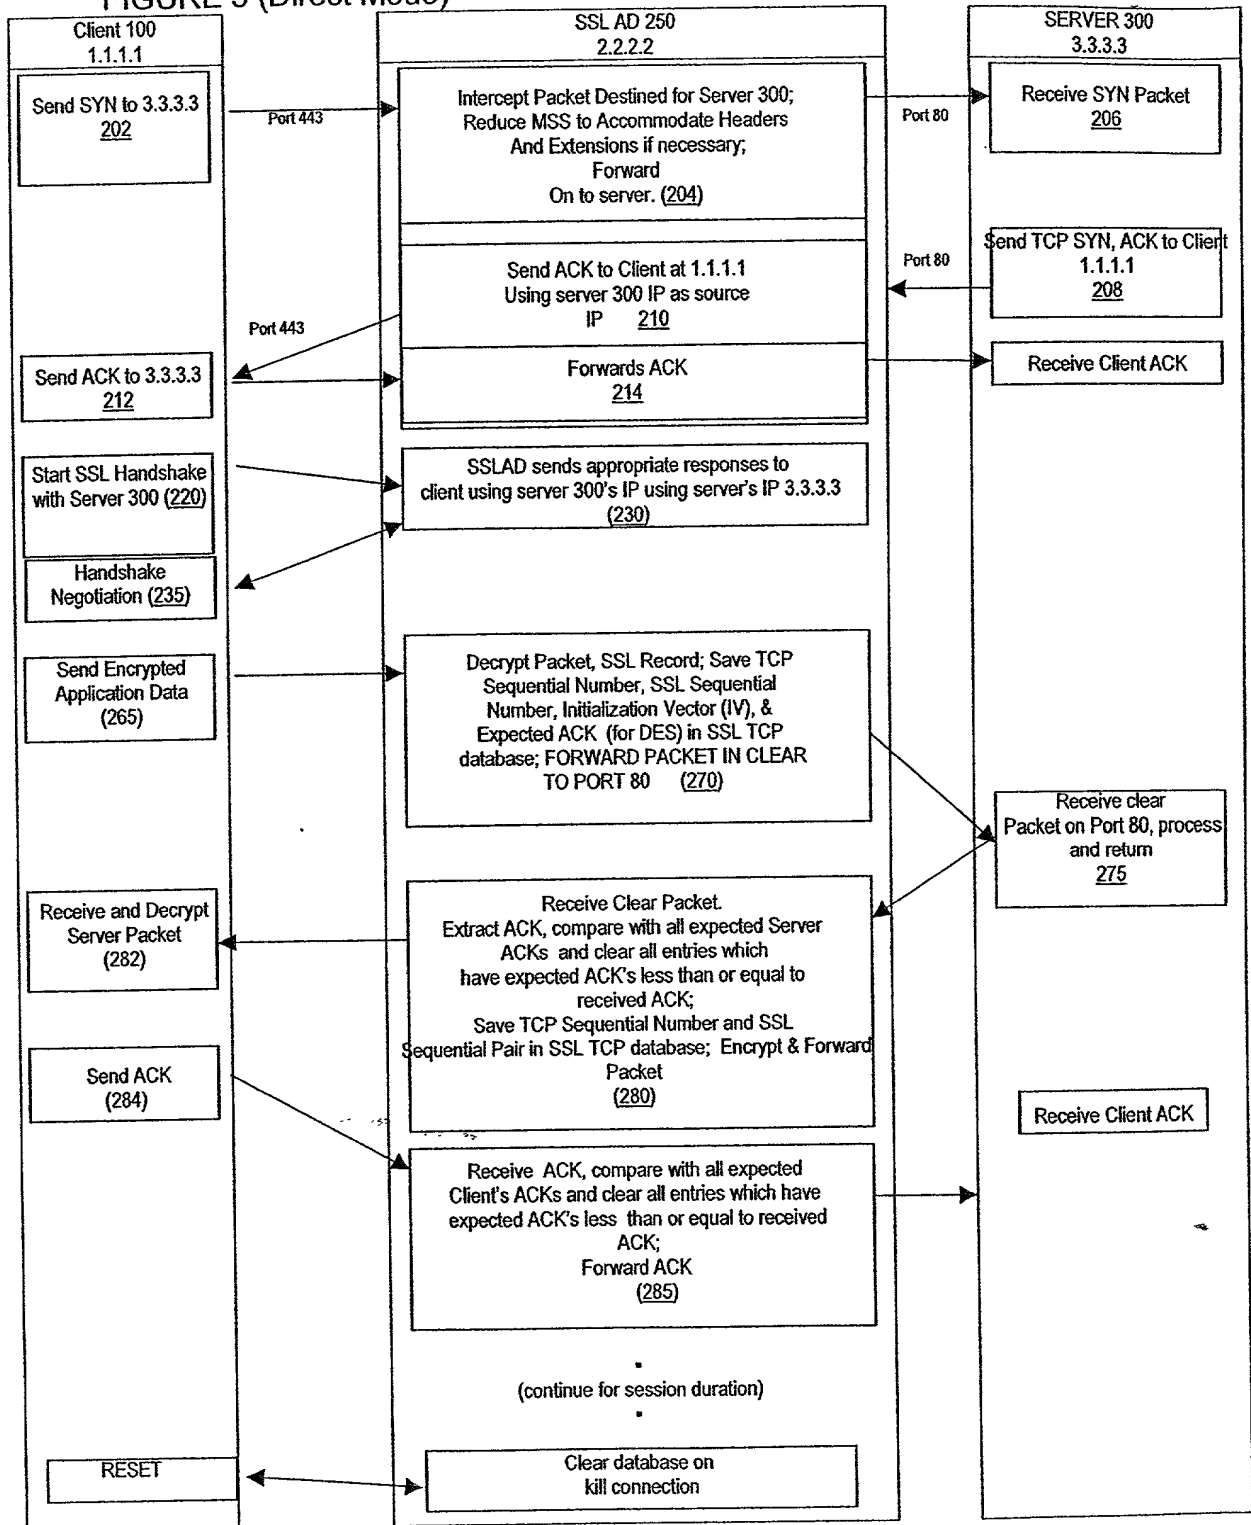 FIGURE 5 (Direct Mode)
Client 100
1.1.1.1
SSL AD 250
2.2.2.2
SERVER 300
3.3.3.3
Send SYN to 3.3.3.3
202
Port 443
Intercept Packet Destined for Server 300;
Reduce MSS to Accommodate Headers
And Extensions if necessary;
Forward
On to server. (204)
Port 80
Receive SYN Packet
206
Send TCP SYN, ACK to Client
1.1.1.1
208
Port 80
Send ACK to Client at 1.1.1.1
Using server 300 IP as source
IP 210
Port 443
Send ACK to 3.3.3.3
212
Forwards ACK
214
Receive Client ACK
Start SSL Handshake
with Server 300 (220)
SSLAD sends appropriate responses to
client using server 300's IP using server's IP 3.3.3.3
(230)
Handshake
Negotiation (235)
Send Encrypted
Application Data
(265)
Decrypt Packet, SSL Record; Save TCP
Sequential Number, SSL Sequential
Number, Initialization Vector (IV), &
Expected ACK (for DES) in SSL TCP
database; FORWARD PACKET IN CLEAR
TO PORT 80 (270)
Receive clear
Packet on Port 80, process
and return
275
Receive and Decrypt
Server Packet
(282)
Receive Clear Packet.
Extract ACK, compare with all expected Server
ACKs and clear all entries which
have expected ACK's less than or equal to
received ACK;
Save TCP Sequential Number and SSL
Sequential Pair in SSL TCP database; Encrypt & Forward
Packet
(280)
Send ACK
(284)
Receive Client ACK
Receive ACK, compare with all expected
Client's ACKs and clear all entries which have
expected ACK's less than or equal to received
ACK;
Forward ACK
(285)
(continue for session duration)
RESET
Clear database on
kill connection